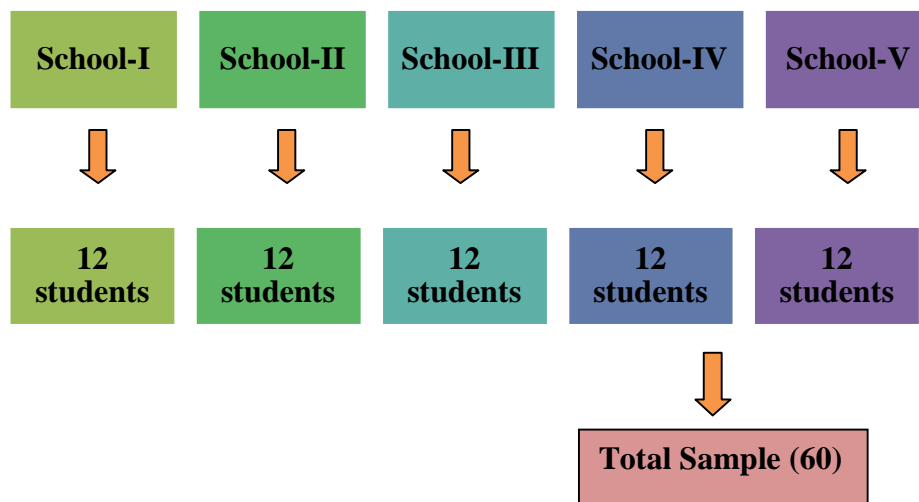 School-I
School-II
School-III
School-IV
School-V
12
students
12
students
12
students
12
students
12
students
Total Sample (60)